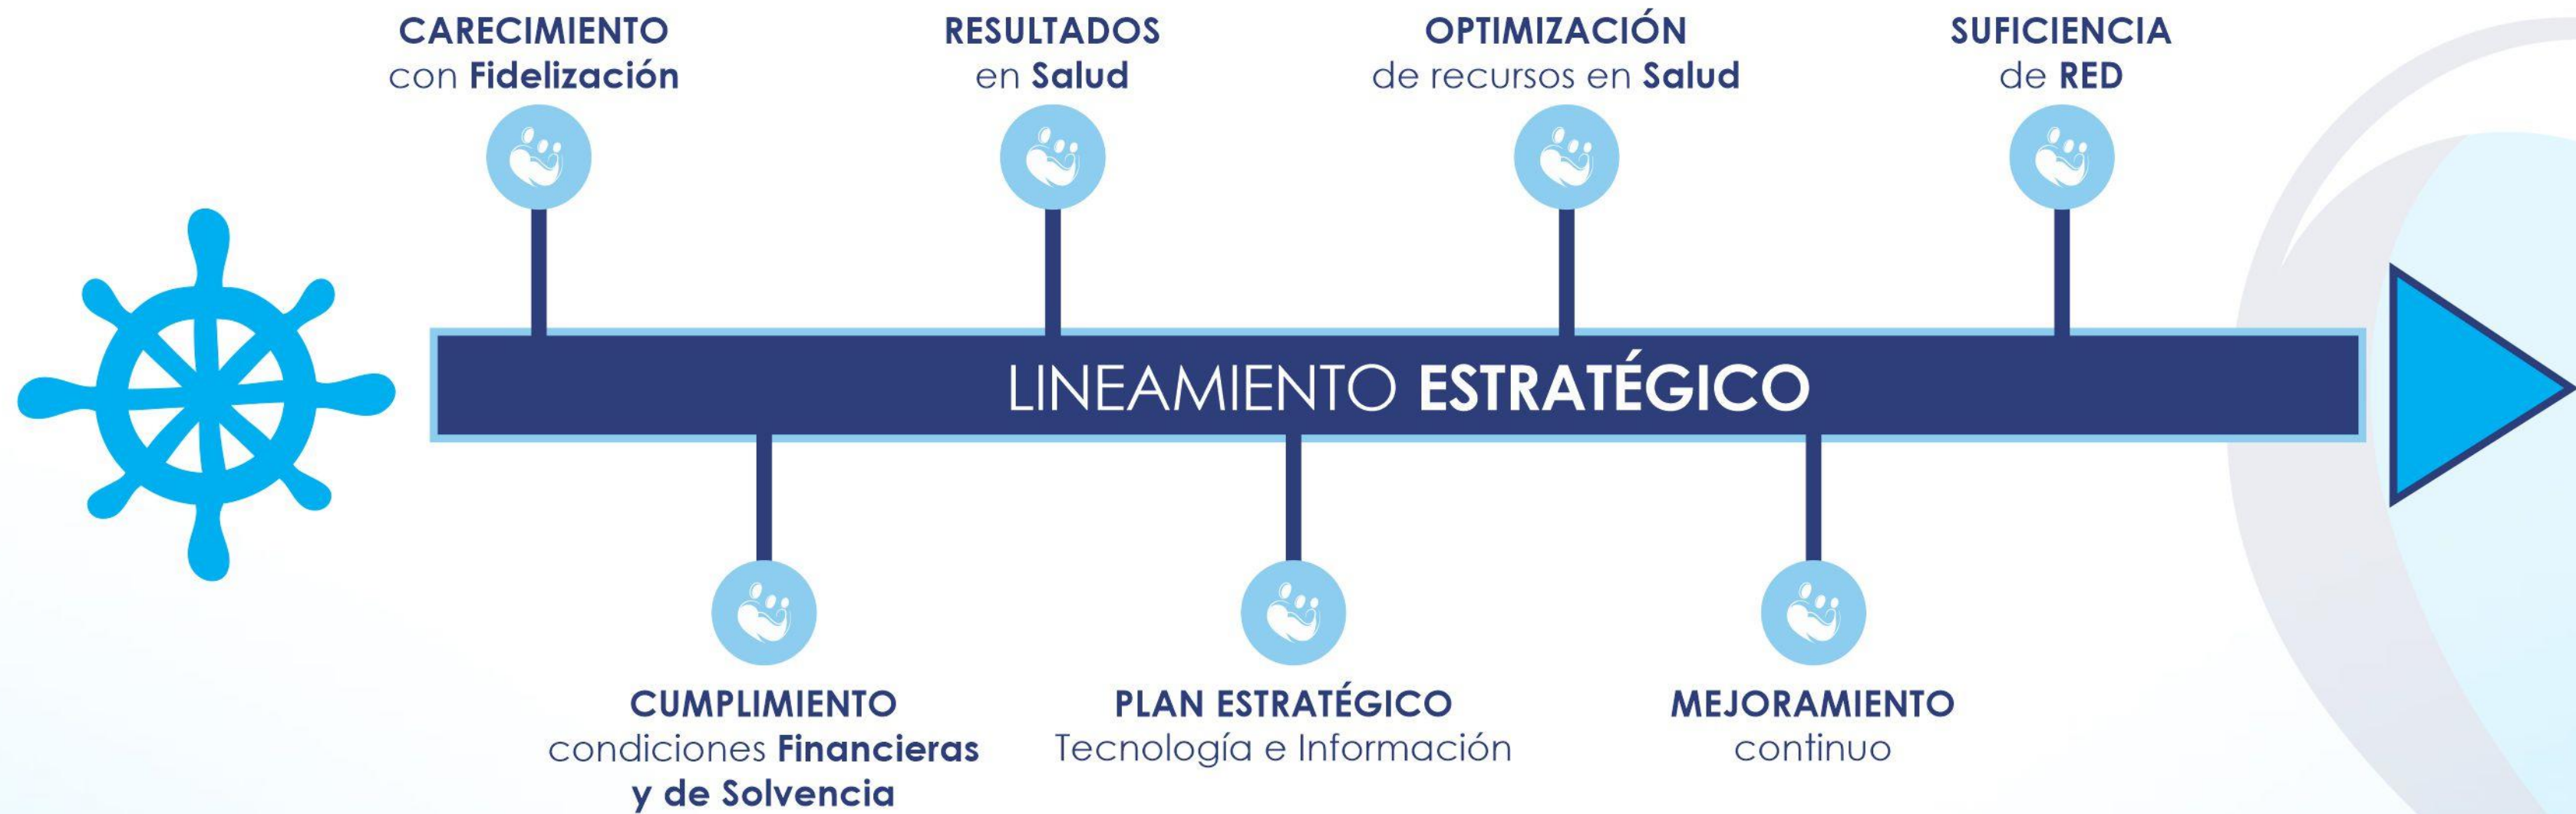 CARECIMIENTO
con Fidelización
RESULTADOS
en Salud
OPTIMIZACIÓN
de recursos en Salud
SUFICIENCIA
de RED
LINEAMIENTO ESTRATÉGICO
CUMPLIMIENTO
condiciones Financieras
y de Solvencia
PLAN ESTRATÉGICO
Tecnología e Información
MEJORAMIENTO
continuo